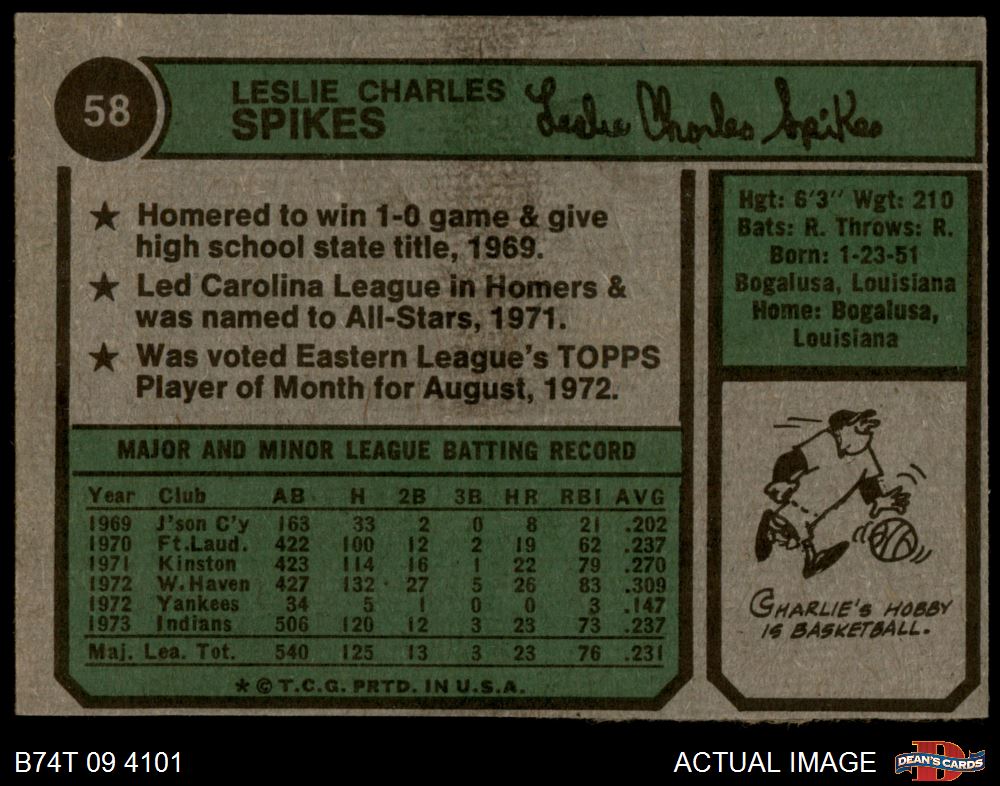 58
LESLIE CHARLES
SPIKES
Leslie Charles Spikes
★ Homered to win 1-0 game & give
high school state title, 1969.
★ Led Carolina League in Homers &
was named to All-Stars, 1971.
★ Was voted Eastern League's TOPPS
Player of Month for August, 1972.
Hgt: 6'3" Wgt: 210
Bats: R. Throws: R.
Born: 1-23-51
Bogalusa, Louisiana
Home: Bogalusa,
Louisiana
MAJOR AND MINOR LEAGUE BATTING RECORD
Year Club AB H 2B 3B HR RBI AVG
1969 J'son C'y 163 33 2 0 8 21 .202
1970 Ft.Laud. 422 100 12 2 19 62 .237
1971 Kinston 423 114 16 1 22 79 .270
1972 W.Haven 427 132 27 5 26 83 .309
1972 Yankees 34 5 1 0 0 3 .147
1973 Indians 506 120 12 3 23 73 .237
Maj. Lea. Tot. 540 125 13 3 23 76 .231
★ © T.C.G. PRTD. IN U.S.A.
CHARLIE'S HOBBY
IS BASKETBALL.
B74T 09 4101
ACTUAL IMAGE
D
DEAN'S CARDS